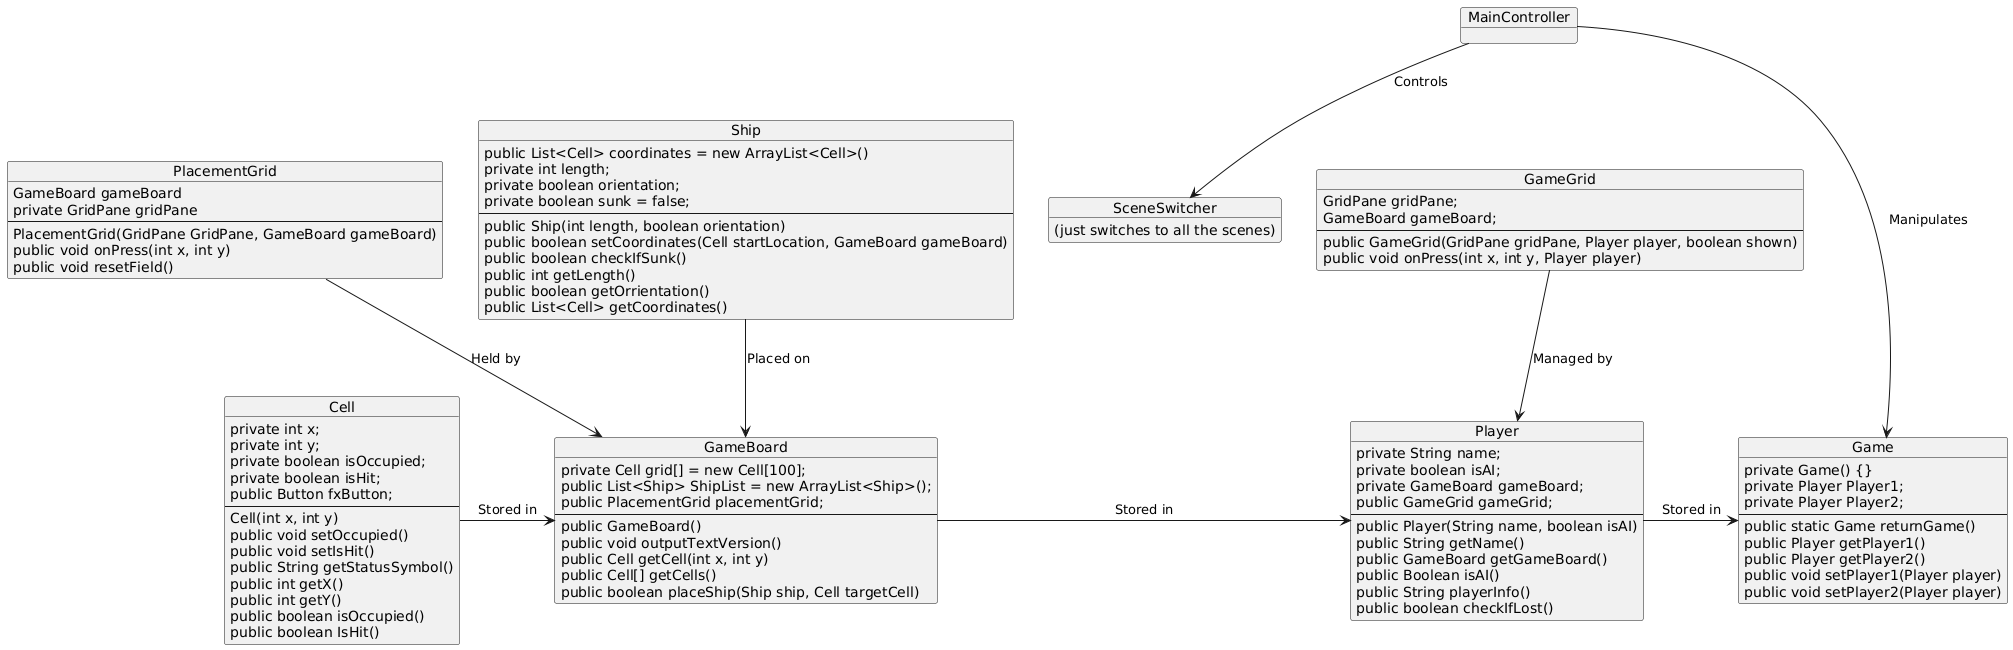 MainController
Controls
Manipulates
PlacementGrid
GameBoard gameBoard
private GridPane gridPane
PlacementGrid(GridPane GridPane, GameBoard gameBoard)
public void onPress(int x, int y)
public void resetField()
Ship
public List<Cell> coordinates = new ArrayList<Cell>()
private int length;
private boolean orientation;
private boolean sunk = false;
public Ship(int length, boolean orientation)
public boolean setCoordinates(Cell startLocation, GameBoard gameBoard)
public boolean checkIfSunk()
public int getLength()
public boolean getOrrientation()
public List<Cell> getCoordinates()
SceneSwitcher
(just switches to all the scenes)
GameGrid
GridPane gridPane;
GameBoard gameBoard;
public GameGrid(GridPane gridPane, Player player, boolean shown)
public void onPress(int x, int y, Player player)
Held by
Placed on
Managed by
Cell
private int x;
private int y;
private boolean isOccupied;
private boolean isHit;
public Button fxButton;
Cell(int x, int y)
public void setOccupied()
public void setIsHit()
public String getStatusSymbol()
public int getX()
public int getY()
public boolean isOccupied()
public boolean IsHit()
Stored in
GameBoard
private Cell grid[] = new Cell[100];
public List<Ship> ShipList = new ArrayList<Ship>();
public PlacementGrid placementGrid;
public GameBoard()
public void outputTextVersion()
public Cell getCell(int x, int y)
public Cell[] getCells()
public boolean placeShip(Ship ship, Cell targetCell)
Stored in
Player
private String name;
private boolean isAI;
private GameBoard gameBoard;
public GameGrid gameGrid;
public Player(String name, boolean isAI)
public String getName()
public GameBoard getGameBoard()
public Boolean isAI()
public String playerInfo()
public boolean checkIfLost()
Stored in
Game
private Game() {}
private Player Player1;
private Player Player2;
public static Game returnGame()
public Player getPlayer1()
public Player getPlayer2()
public void setPlayer1(Player player)
public void setPlayer2(Player player)